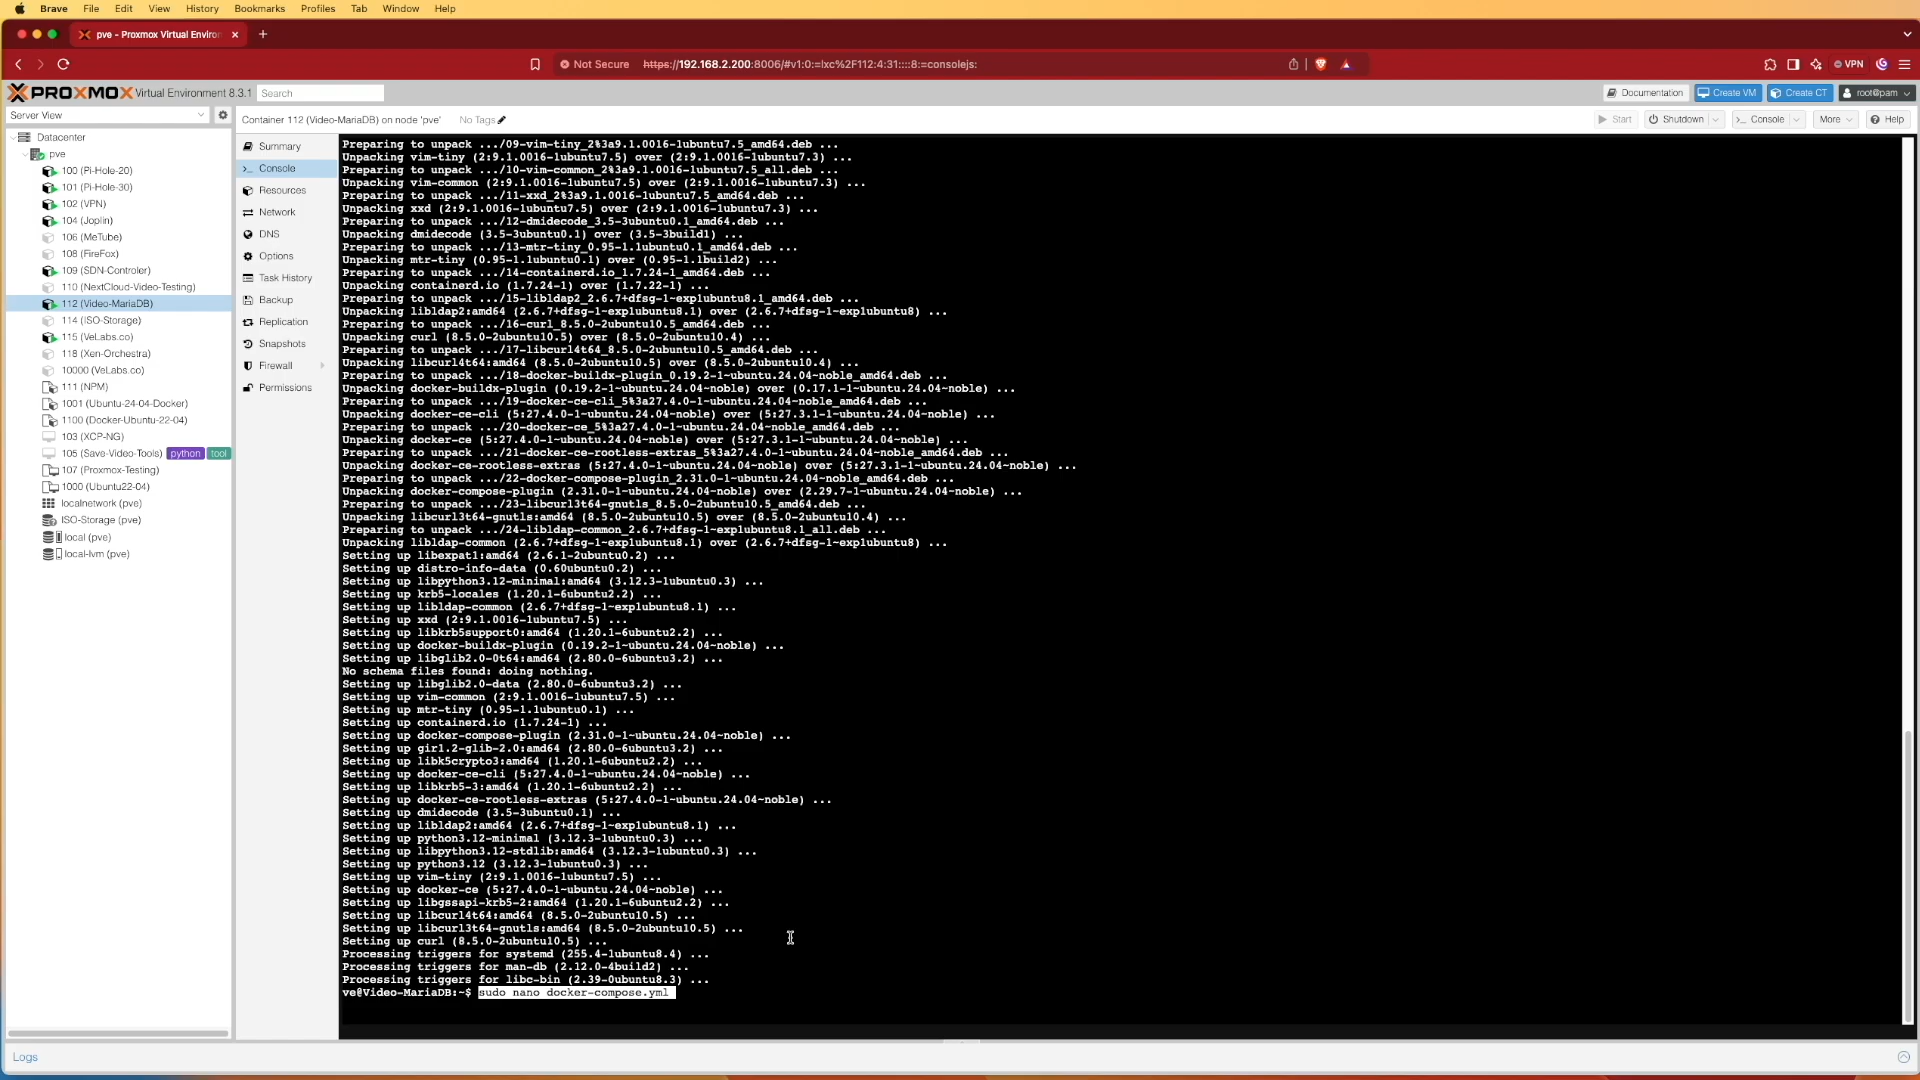 Brave File Edit View History Bookmarks Profiles Tab Window Help
pve - Proxmox Virtual Enviror
Not Secure https://192.168.2.200:8006/#v1:0:=lxc%2F112:4:31::::8:=consolejs:
VPN
PROXMOX Virtual Environment 8.3.1 Search
Documentation Create VM Create CT root@pam
Server View
Container 112 (Video-MariaDB) on node 'pve' No Tags
Start Shutdown Console More Help
Datacenter
pve
100 (Pi-Hole-20)
101 (Pi-Hole-30)
102 (VPN)
104 (Joplin)
106 (MeTube)
108 (FireFox)
109 (SDN-Controler)
110 (NextCloud-Video-Testing)
112 (Video-MariaDB)
114 (ISO-Storage)
115 (VeLabs.co)
118 (Xen-Orchestra)
10000 (VeLabs.co)
111 (NPM)
1001 (Ubuntu-24-04-Docker)
1100 (Docker-Ubuntu-22-04)
103 (XCP-NG)
105 (Save-Video-Tools) python tool
107 (Proxmox-Testing)
1000 (Ubuntu22-04)
localnetwork (pve)
ISO-Storage (pve)
local (pve)
local-lvm (pve)
Summary
Console
Resources
Network
DNS
Options
Task History
Backup
Replication
Snapshots
Firewall
Permissions
Preparing to unpack .../09-vim-tiny_2%3a9.1.0016-1ubuntu7.5_amd64.deb ...
Unpacking vim-tiny (2:9.1.0016-1ubuntu7.5) over (2:9.1.0016-1ubuntu7.3) ...
Preparing to unpack .../10-vim-common_2%3a9.1.0016-1ubuntu7.5_all.deb ...
Unpacking vim-common (2:9.1.0016-1ubuntu7.5) over (2:9.1.0016-1ubuntu7.3) ...
Preparing to unpack .../11-xxd_2%3a9.1.0016-1ubuntu7.5_amd64.deb ...
Unpacking xxd (2:9.1.0016-1ubuntu7.5) over (2:9.1.0016-1ubuntu7.3) ...
Preparing to unpack .../12-dmidecode_3.5-3ubuntu0.1_amd64.deb ...
Unpacking dmidecode (3.5-3ubuntu0.1) over (3.5-3build1) ...
Preparing to unpack .../13-mtr-tiny_0.95-1.1ubuntu0.1_amd64.deb ...
Unpacking mtr-tiny (0.95-1.1ubuntu0.1) over (0.95-1.1build2) ...
Preparing to unpack .../14-containerd.io_1.7.24-1_amd64.deb ...
Unpacking containerd.io (1.7.24-1) over (1.7.22-1) ...
Preparing to unpack .../15-libldap2_2.6.7+dfsg-1~exp1ubuntu8.1_amd64.deb ...
Unpacking libldap2:amd64 (2.6.7+dfsg-1~exp1ubuntu8.1) over (2.6.7+dfsg-1~exp1ubuntu8) ...
Preparing to unpack .../16-curl_8.5.0-2ubuntu10.5_amd64.deb ...
Unpacking curl (8.5.0-2ubuntu10.5) over (8.5.0-2ubuntu10.4) ...
Preparing to unpack .../17-libcurl4t64_8.5.0-2ubuntu10.5_amd64.deb ...
Unpacking libcurl4t64:amd64 (8.5.0-2ubuntu10.5) over (8.5.0-2ubuntu10.4) ...
Preparing to unpack .../18-docker-buildx-plugin_0.19.2-1~ubuntu.24.04~noble_amd64.deb ...
Unpacking docker-buildx-plugin (0.19.2-1~ubuntu.24.04~noble) over (0.17.1-1~ubuntu.24.04~noble) ...
Preparing to unpack .../19-docker-ce-cli_5%3a27.4.0-1~ubuntu.24.04~noble_amd64.deb ...
Unpacking docker-ce-cli (5:27.4.0-1~ubuntu.24.04~noble) over (5:27.3.1-1~ubuntu.24.04~noble) ...
Preparing to unpack .../20-docker-ce_5%3a27.4.0-1~ubuntu.24.04~noble_amd64.deb ...
Unpacking docker-ce (5:27.4.0-1~ubuntu.24.04~noble) over (5:27.3.1-1~ubuntu.24.04~noble) ...
Preparing to unpack .../21-docker-ce-rootless-extras_5%3a27.4.0-1~ubuntu.24.04~noble_amd64.deb ...
Unpacking docker-ce-rootless-extras (5:27.4.0-1~ubuntu.24.04~noble) over (5:27.3.1-1~ubuntu.24.04~noble) ...
Preparing to unpack .../22-docker-compose-plugin_2.31.0-1~ubuntu.24.04~noble_amd64.deb ...
Unpacking docker-compose-plugin (2.31.0-1~ubuntu.24.04~noble) over (2.29.7-1~ubuntu.24.04~noble) ...
Preparing to unpack .../23-libcurl3t64-gnutls_8.5.0-2ubuntu10.5_amd64.deb ...
Unpacking libcurl3t64-gnutls:amd64 (8.5.0-2ubuntu10.5) over (8.5.0-2ubuntu10.4) ...
Preparing to unpack .../24-libldap-common_2.6.7+dfsg-1~exp1ubuntu8.1_all.deb ...
Unpacking libldap-common (2.6.7+dfsg-1~exp1ubuntu8.1) over (2.6.7+dfsg-1~exp1ubuntu8) ...
Setting up libexpat1:amd64 (2.6.1-2ubuntu0.2) ...
Setting up distro-info-data (0.60ubuntu0.2) ...
Setting up libpython3.12-minimal:amd64 (3.12.3-1ubuntu0.3) ...
Setting up krb5-locales (1.20.1-6ubuntu2.2) ...
Setting up libldap-common (2.6.7+dfsg-1~exp1ubuntu8.1) ...
Setting up xxd (2:9.1.0016-1ubuntu7.5) ...
Setting up libkrb5support0:amd64 (1.20.1-6ubuntu2.2) ...
Setting up docker-buildx-plugin (0.19.2-1~ubuntu.24.04~noble) ...
Setting up libglib2.0-0t64:amd64 (2.80.0-6ubuntu3.2) ...
No schema files found: doing nothing.
Setting up libglib2.0-data (2.80.0-6ubuntu3.2) ...
Setting up vim-common (2:9.1.0016-1ubuntu7.5) ...
Setting up mtr-tiny (0.95-1.1ubuntu0.1) ...
Setting up containerd.io (1.7.24-1) ...
Setting up docker-compose-plugin (2.31.0-1~ubuntu.24.04~noble) ...
Setting up gir1.2-glib-2.0:amd64 (2.80.0-6ubuntu3.2) ...
Setting up libk5crypto3:amd64 (1.20.1-6ubuntu2.2) ...
Setting up docker-ce-cli (5:27.4.0-1~ubuntu.24.04~noble) ...
Setting up libkrb5-3:amd64 (1.20.1-6ubuntu2.2) ...
Setting up docker-ce-rootless-extras (5:27.4.0-1~ubuntu.24.04~noble) ...
Setting up dmidecode (3.5-3ubuntu0.1) ...
Setting up libldap2:amd64 (2.6.7+dfsg-1~exp1ubuntu8.1) ...
Setting up python3.12-minimal (3.12.3-1ubuntu0.3) ...
Setting up libpython3.12-stdlib:amd64 (3.12.3-1ubuntu0.3) ...
Setting up python3.12 (3.12.3-1ubuntu0.3) ...
Setting up vim-tiny (2:9.1.0016-1ubuntu7.5) ...
Setting up docker-ce (5:27.4.0-1~ubuntu.24.04~noble) ...
Setting up libgssapi-krb5-2:amd64 (1.20.1-6ubuntu2.2) ...
Setting up libcurl4t64:amd64 (8.5.0-2ubuntu10.5) ...
Setting up libcurl3t64-gnutls:amd64 (8.5.0-2ubuntu10.5) ...
Setting up curl (8.5.0-2ubuntu10.5) ...
Processing triggers for systemd (255.4-1ubuntu8.4) ...
Processing triggers for man-db (2.12.0-4build2) ...
Processing triggers for libc-bin (2.39-0ubuntu8.3) ...
ve@Video-MariaDB:~$ sudo nano docker-compose.yml
Logs